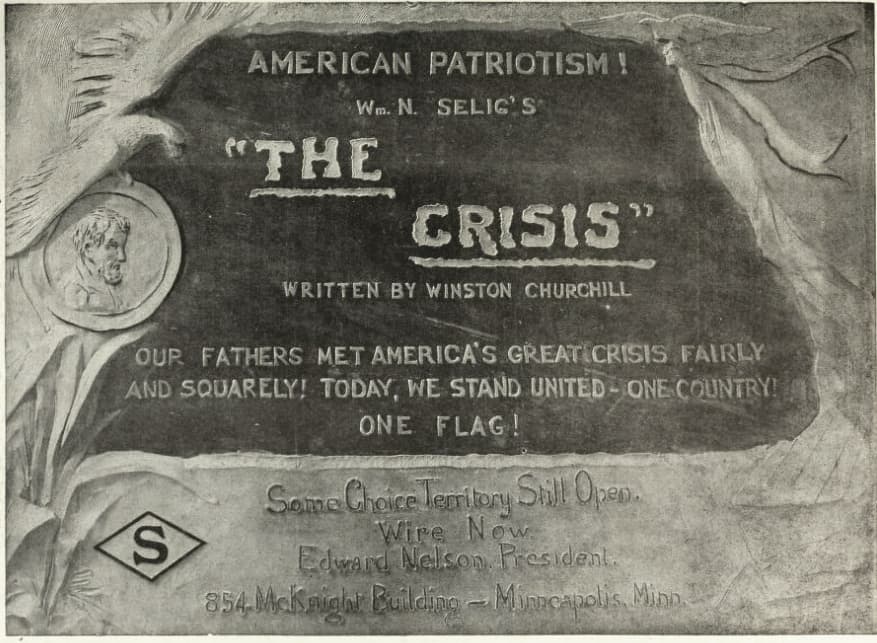 AMERICAN PATRIOTISM!
Wm. N. SELIG'S
"THE
CRISIS"
WRITTEN BY WINSTON CHURCHILL
OUR FATHERS MET AMERICA'S GREAT CRISIS FAIRLY
AND SQUARELY! TODAY, WE STAND UNITED - ONE COUNTRY!
ONE FLAG!
Some Choice Territory Still Open.
Wire Now.
Edward Nelson, President.
S
854 McKnight Building - Minneapolis, Minn.